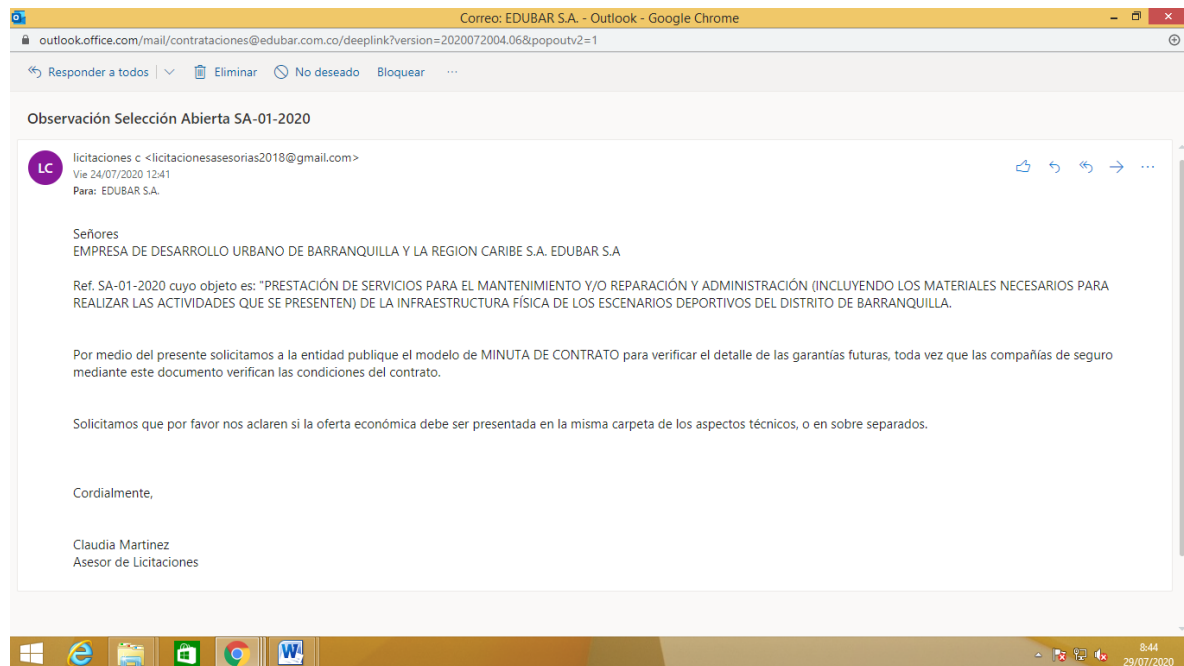 Correo: EDUBAR S.A. - Outlook - Google Chrome
outlook.office.com/mail/contrataciones@edubar.com.co/deeplink?version=2020072004.06&popoutv2=1
Responder a todos Eliminar No deseado Bloquear ...
Observación Selección Abierta SA-01-2020
LC
licitaciones c <licitacionesasesorias2018@gmail.com>
Vie 24/07/2020 12:41
Para: EDUBAR S.A.
Señores
EMPRESA DE DESARROLLO URBANO DE BARRANQUILLA Y LA REGION CARIBE S.A. EDUBAR S.A
Ref. SA-01-2020 cuyo objeto es: "PRESTACIÓN DE SERVICIOS PARA EL MANTENIMIENTO Y/O REPARACIÓN Y ADMINISTRACIÓN (INCLUYENDO LOS MATERIALES NECESARIOS PARA
REALIZAR LAS ACTIVIDADES QUE SE PRESENTEN) DE LA INFRAESTRUCTURA FÍSICA DE LOS ESCENARIOS DEPORTIVOS DEL DISTRITO DE BARRANQUILLA.
Por medio del presente solicitamos a la entidad publique el modelo de MINUTA DE CONTRATO para verificar el detalle de las garantías futuras, toda vez que las compañías de seguro
mediante este documento verifican las condiciones del contrato.
Solicitamos que por favor nos aclaren si la oferta económica debe ser presentada en la misma carpeta de los aspectos técnicos, o en sobre separados.
Cordialmente,
Claudia Martinez
Asesor de Licitaciones
8:44
29/07/2020